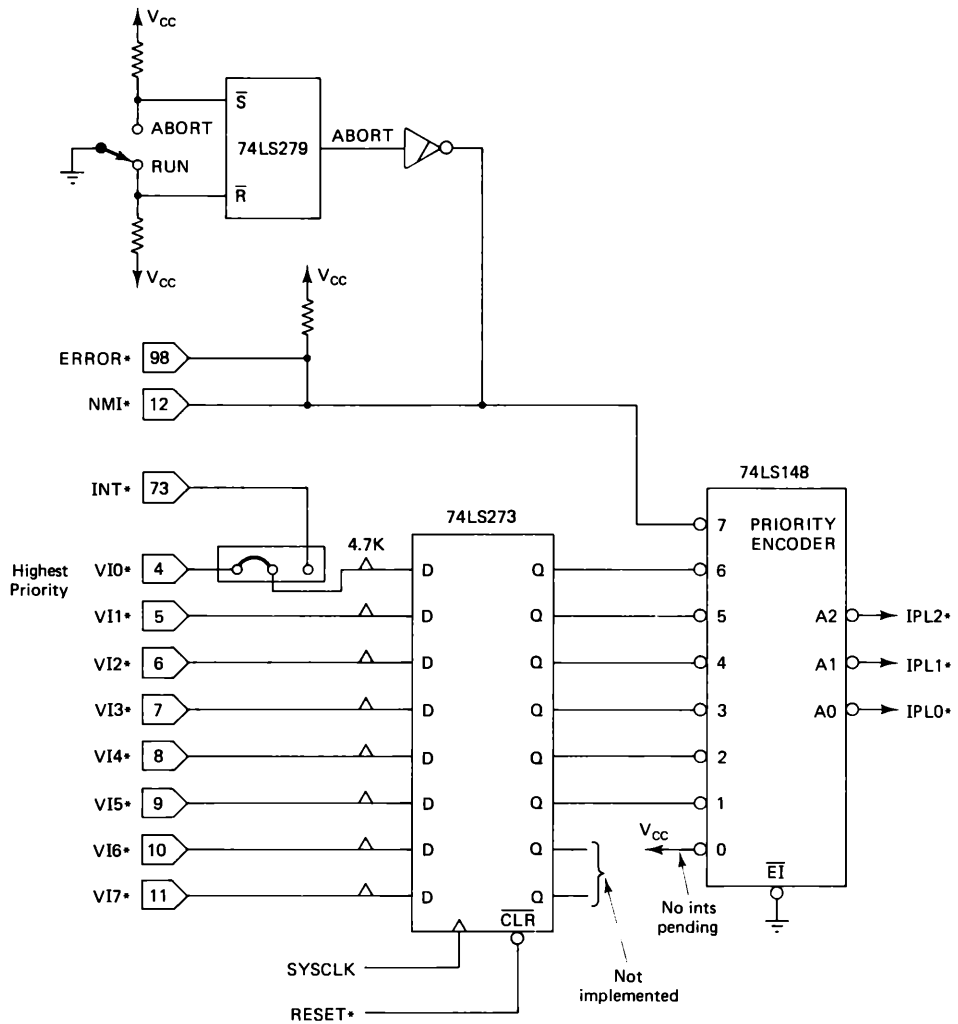 VCC
S
ABORT
74LS279
ABORT
RUN
R
VCC
VCC
ERROR* 98
NMI* 12
74LS148
INT* 73
74LS273
7 PRIORITY
ENCODER
4.7K
Highest
Priority
VI0* 4 D Q 6
VI1* 5 D Q 5 A2 IPL2*
VI2* 6 D Q 4 A1 IPL1*
VI3* 7 D Q 3 A0 IPL0*
VI4* 8 D Q 2
VI5* 9 D Q 1
VCC
VI6* 10 D Q 0
EI
VI7* 11 D Q
CLR
No ints
pending
SYSCLK
Not
implemented
RESET*